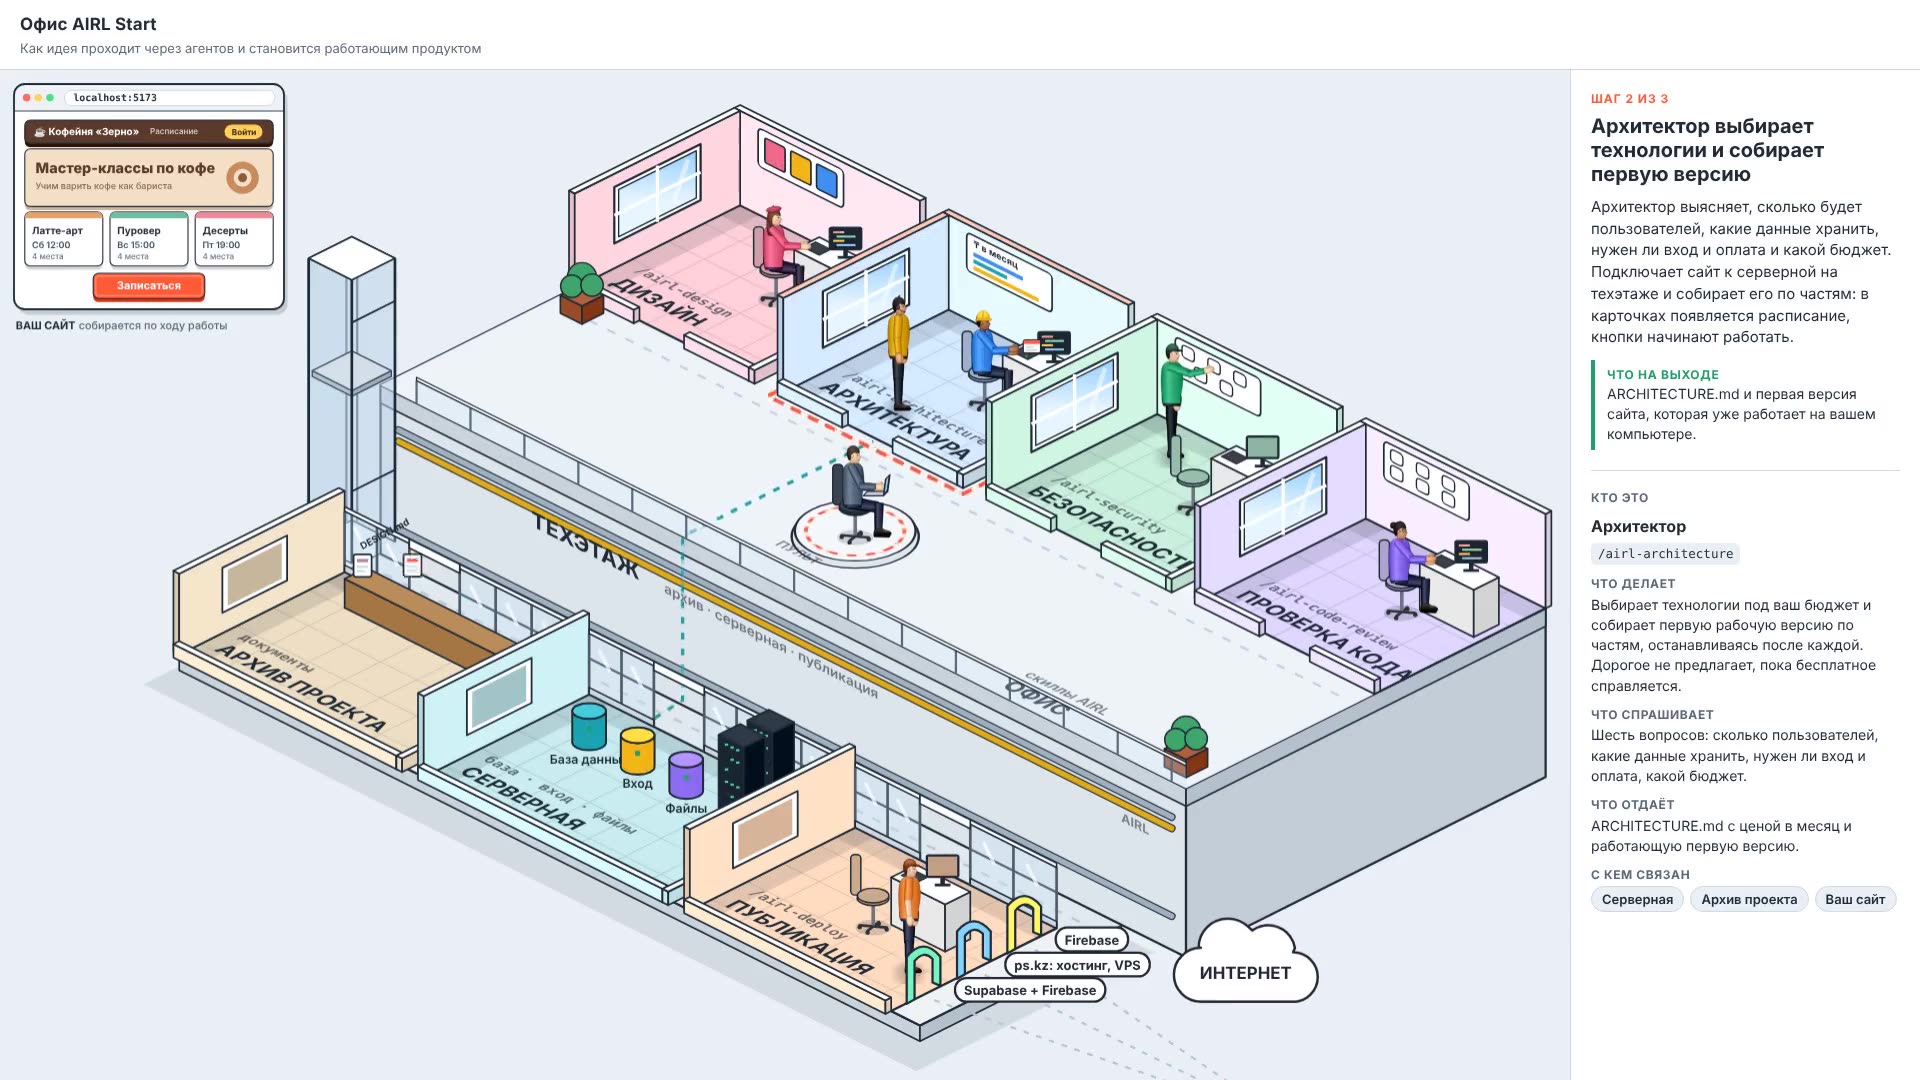 Офис AIRL Start
Как идея проходит через агентов и становится работающим продуктом
localhost:5173
Кофейня «Зерно»
Расписание
Войти
Мастер-классы по кофе
Учим варить кофе как бариста
Латте-арт
Сб 12:00
4 места
Пуровер
Вс 15:00
4 места
Десерты
Пт 19:00
4 места
Записаться
ВАШ САЙТ собирается по ходу работы
/airl-design
ДИЗАЙН
₸ в месяц
/airl-architecture
АРХИТЕКТУРА
/airl-security
БЕЗОПАСНОСТЬ
/airl-code-review
ПРОВЕРКА КОДА
ПУЛЬТ
скиллы AIRL
ОФИС
ТЕХЭТАЖ
архив · серверная · публикация
AIRL
DESIGN.md
документы
АРХИВ ПРОЕКТА
База данных
Вход
Файлы
база · вход · файлы
СЕРВЕРНАЯ
/airl-deploy
ПУБЛИКАЦИЯ
Firebase
ps.kz: хостинг, VPS
Supabase + Firebase
ИНТЕРНЕТ
ШАГ 2 ИЗ 3
Архитектор выбирает
технологии и собирает
первую версию
Архитектор выясняет, сколько будет
пользователей, какие данные хранить,
нужен ли вход и оплата и какой бюджет.
Подключает сайт к серверной на
техэтаже и собирает его по частям: в
карточках появляется расписание,
кнопки начинают работать.
ЧТО НА ВЫХОДЕ
ARCHITECTURE.md и первая версия
сайта, которая уже работает на вашем
компьютере.
КТО ЭТО
Архитектор
/airl-architecture
ЧТО ДЕЛАЕТ
Выбирает технологии под ваш бюджет и
собирает первую рабочую версию по
частям, останавливаясь после каждой.
Дорогое не предлагает, пока бесплатное
справляется.
ЧТО СПРАШИВАЕТ
Шесть вопросов: сколько пользователей,
какие данные хранить, нужен ли вход и
оплата, какой бюджет.
ЧТО ОТДАЁТ
ARCHITECTURE.md с ценой в месяц и
работающую первую версию.
С КЕМ СВЯЗАН
Серверная
Архив проекта
Ваш сайт